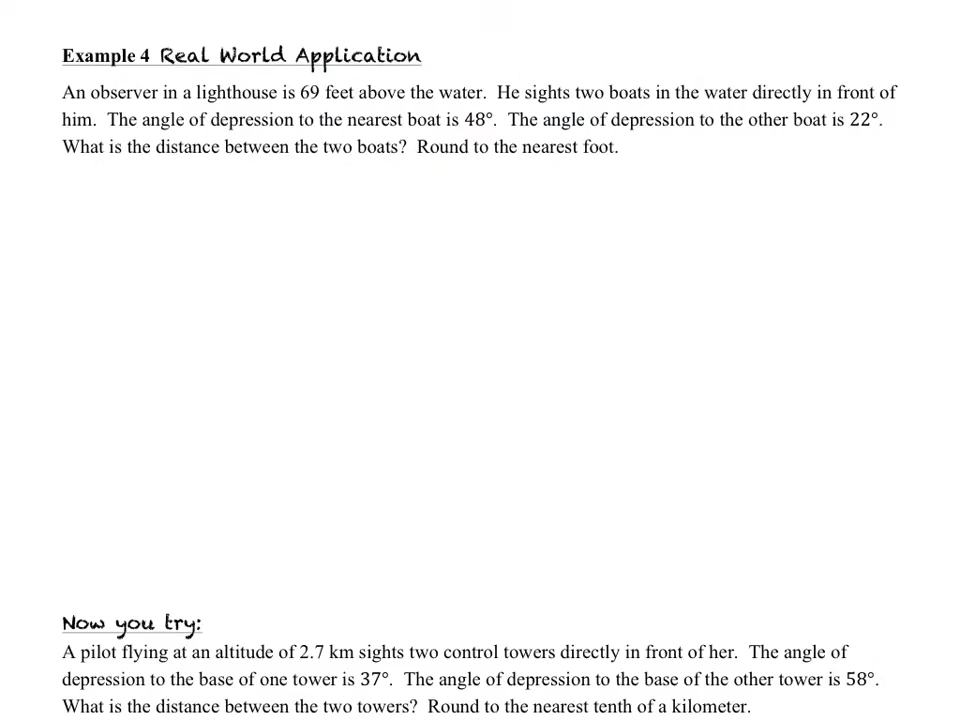 Example 4 Real World Application
An observer in a lighthouse is 69 feet above the water. He sights two boats in the water directly in front of
him. The angle of depression to the nearest boat is 48°. The angle of depression to the other boat is 22°.
What is the distance between the two boats? Round to the nearest foot.
Now you try:
A pilot flying at an altitude of 2.7 km sights two control towers directly in front of her. The angle of
depression to the base of one tower is 37°. The angle of depression to the base of the other tower is 58°.
What is the distance between the two towers? Round to the nearest tenth of a kilometer.